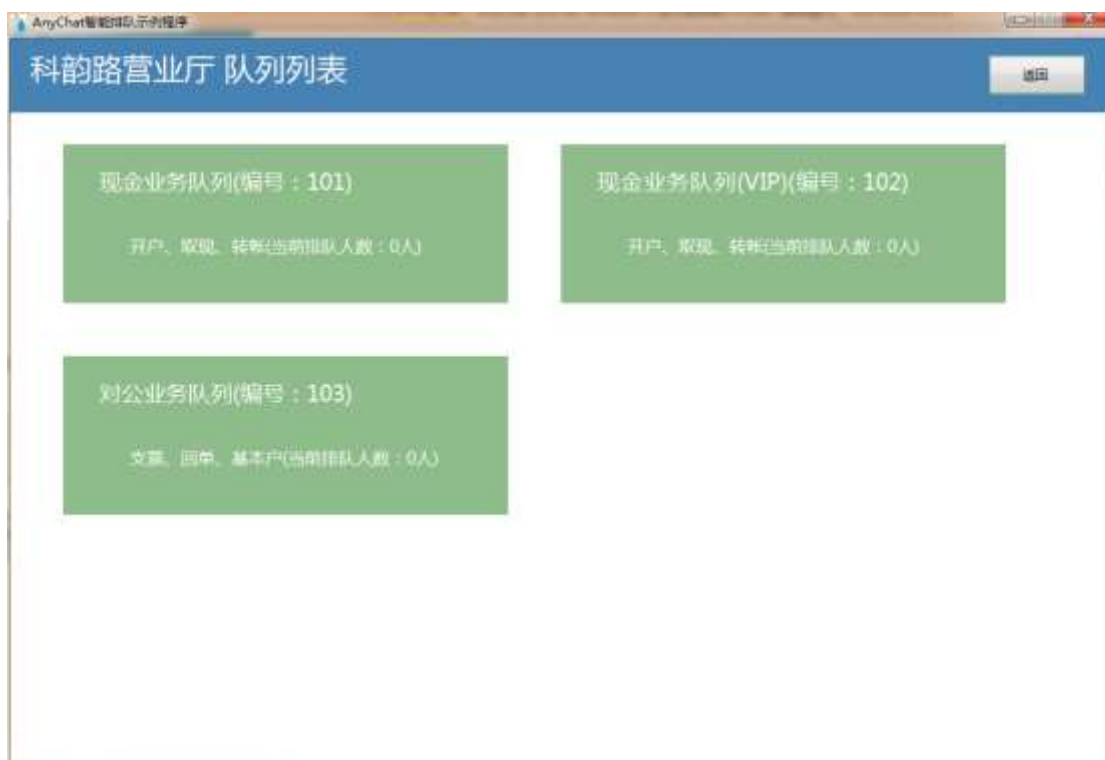 AnyChat智能排队示例程序
科韵路营业厅 队列列表
返回
现金业务队列(编号：101)
开户、取现、转帐(当前排队人数：0人)
现金业务队列(VIP)(编号：102)
开户、取现、转帐(当前排队人数：0人)
对公业务队列(编号：103)
支票、回单、基本户(当前排队人数：0人)